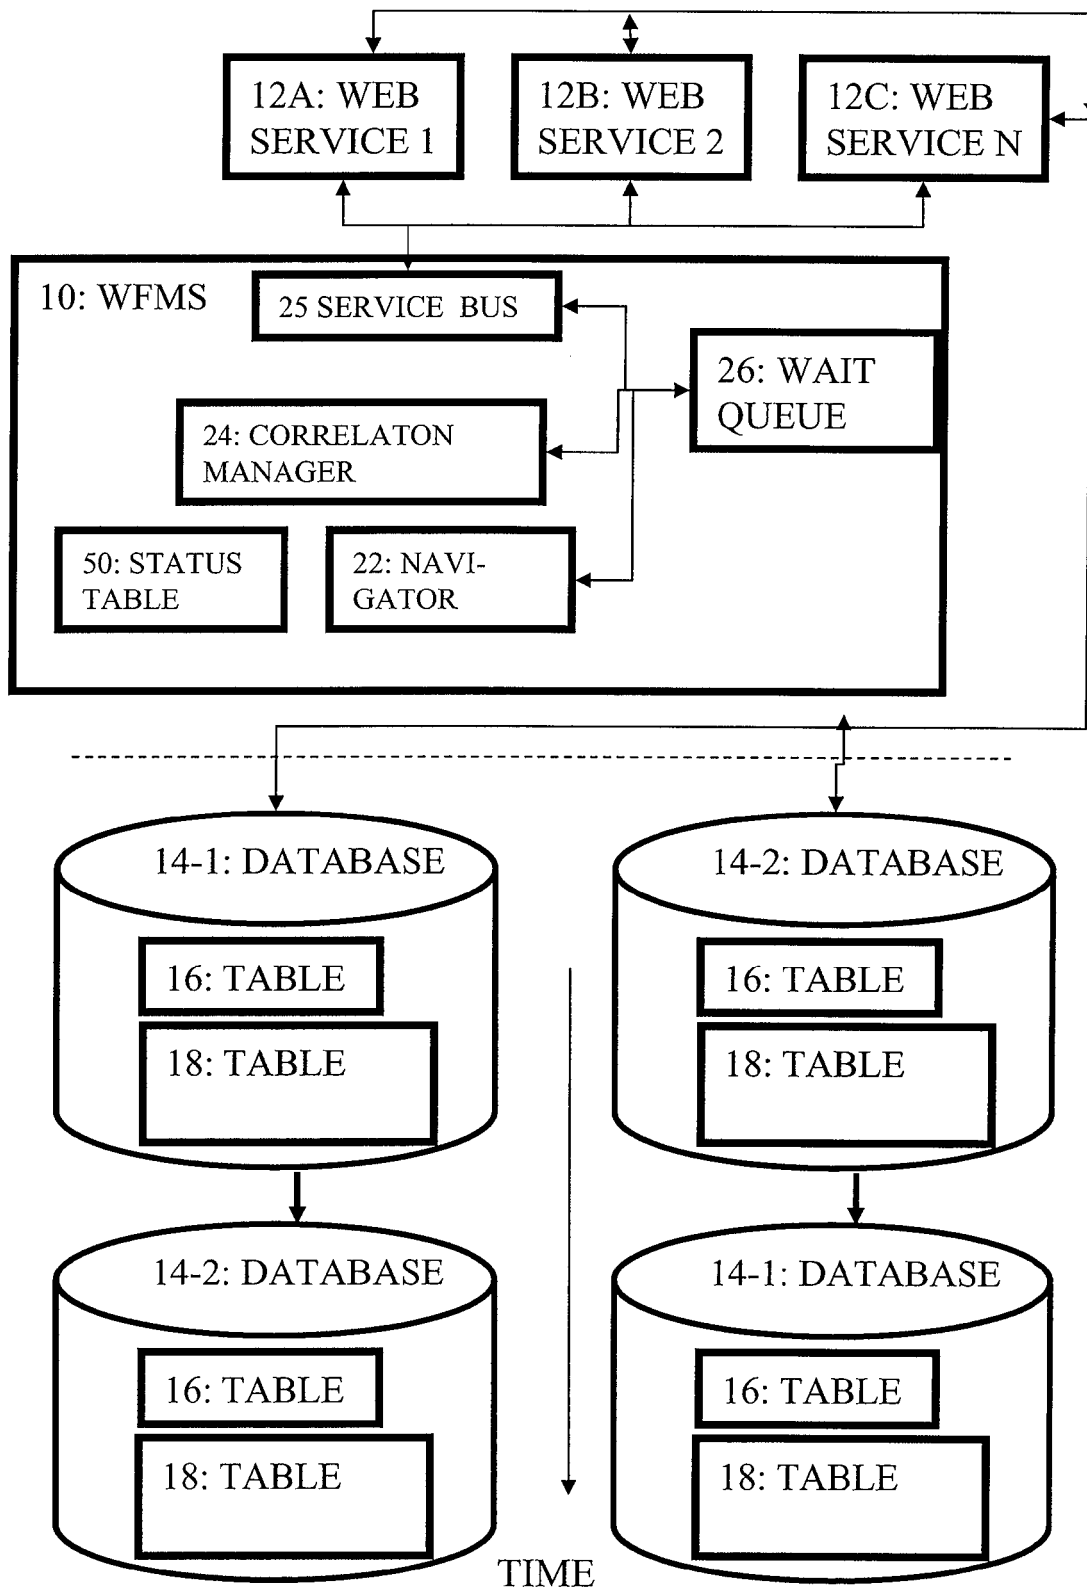 12A: WEB
SERVICE 1
12B: WEB
SERVICE 2
12C: WEB
SERVICE N
10: WFMS
25 SERVICE BUS
26: WAIT
QUEUE
24: CORRELATON
MANAGER
50: STATUS
TABLE
22: NAVI-
GATOR
14-1: DATABASE
16: TABLE
18: TABLE
14-2: DATABASE
16: TABLE
18: TABLE
14-2: DATABASE
16: TABLE
18: TABLE
14-1: DATABASE
16: TABLE
18: TABLE
TIME